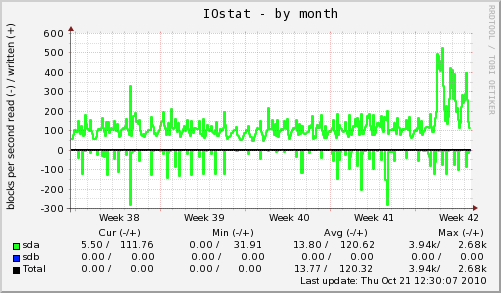 IOstat - by month
RRDTOOL / TOBI OETIKER
blocks per second read (-) / written (+)
600
500
400
300
200
100
0
-100
-200
-300
Week 38 Week 39 Week 40 Week 41 Week 42
Cur (-/+) Min (-/+) Avg (-/+) Max (-/+)
sda 5.50 / 111.76 0.00 / 31.91 13.80 / 120.62 3.94k/ 2.68k
sdb 0.00 / 0.00 0.00 / 0.00 0.00 / 0.00 0.00 / 0.00
Total 0.00 / 0.00 0.00 / 0.00 13.77 / 120.32 3.94k/ 2.68k
Last update: Thu Oct 21 12:30:07 2010